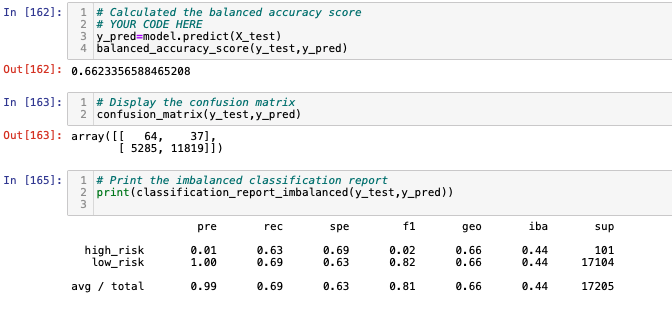 In [162]: 1 # Calculated the balanced accuracy score
2 # YOUR CODE HERE
3 y_pred=model.predict(X_test)
4 balanced_accuracy_score(y_test,y_pred)
Out[162]: 0.6623356588465208
In [163]: 1 # Display the confusion matrix
2 confusion_matrix(y_test,y_pred)
Out[163]: array([[   64,    37],
[ 5285, 11819]])
In [165]: 1 # Print the imbalanced classification report
2 print(classification_report_imbalanced(y_test,y_pred))
3
pre rec spe f1 geo iba sup
high_risk 0.01 0.63 0.69 0.02 0.66 0.44 101
low_risk 1.00 0.69 0.63 0.82 0.66 0.44 17104
avg / total 0.99 0.69 0.63 0.81 0.66 0.44 17205